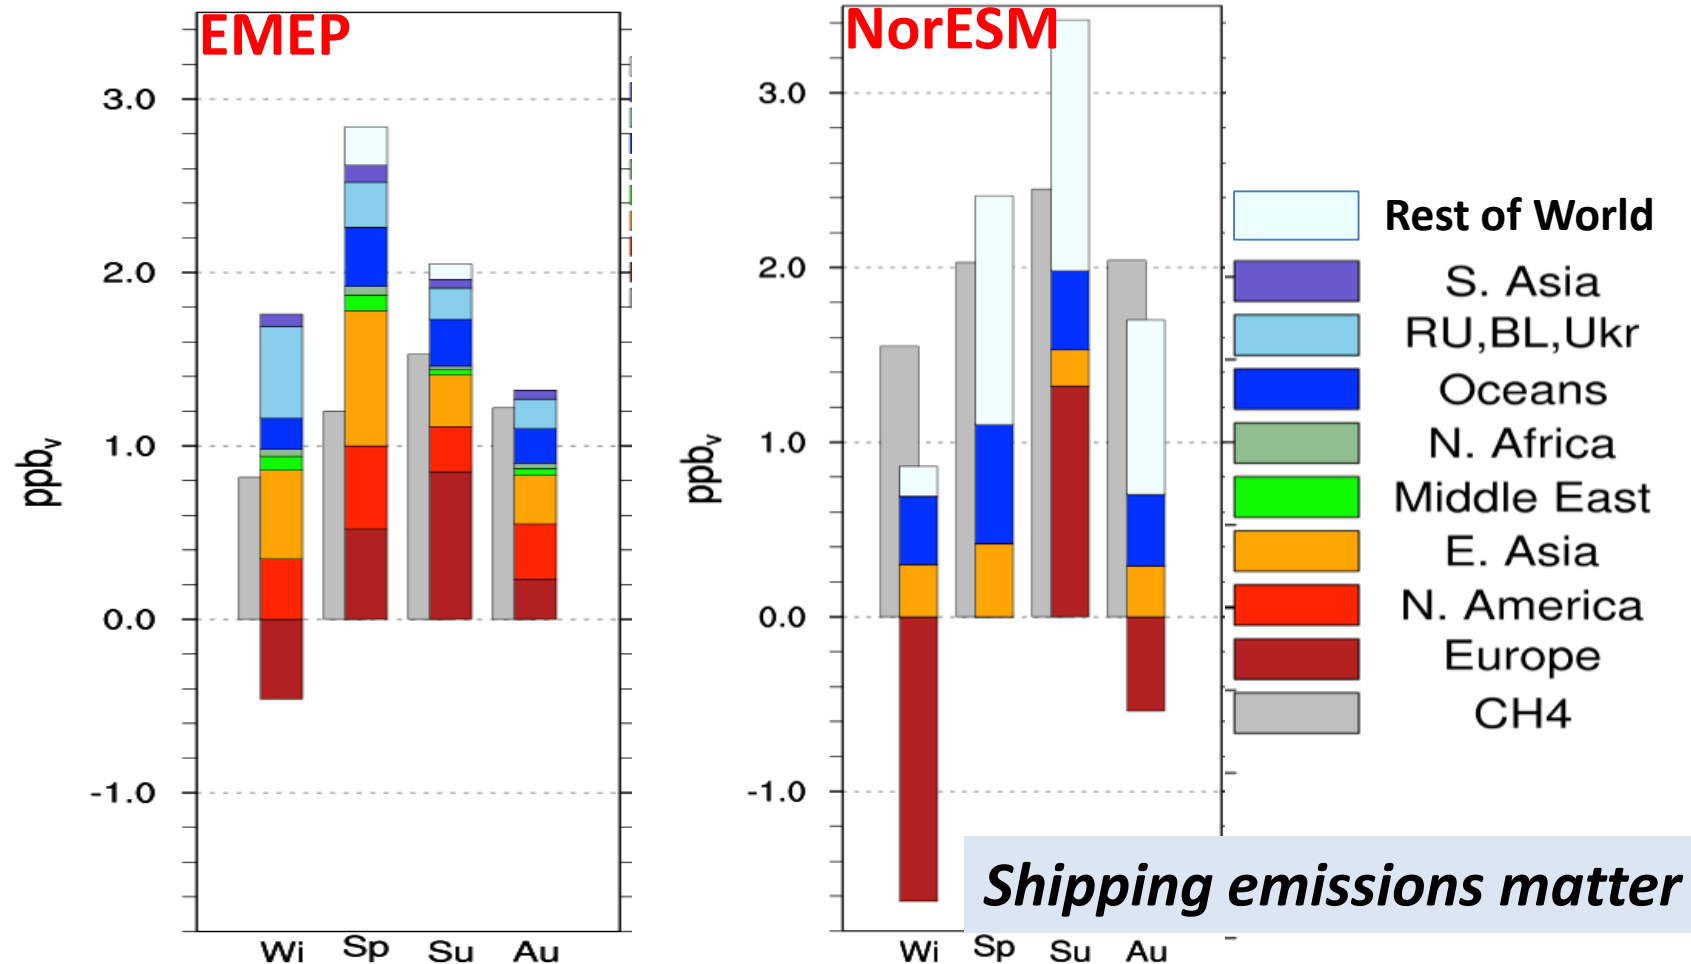 EMEP
3.0
2.0
1.0
0.0
-1.0
ppbv
Wi Sp Su Au
NorESM
3.0
2.0
1.0
0.0
-1.0
ppbv
Wi Sp Su Au
Rest of World
S. Asia
RU,BL,Ukr
Oceans
N. Africa
Middle East
E. Asia
N. America
Europe
CH4
Shipping emissions matter